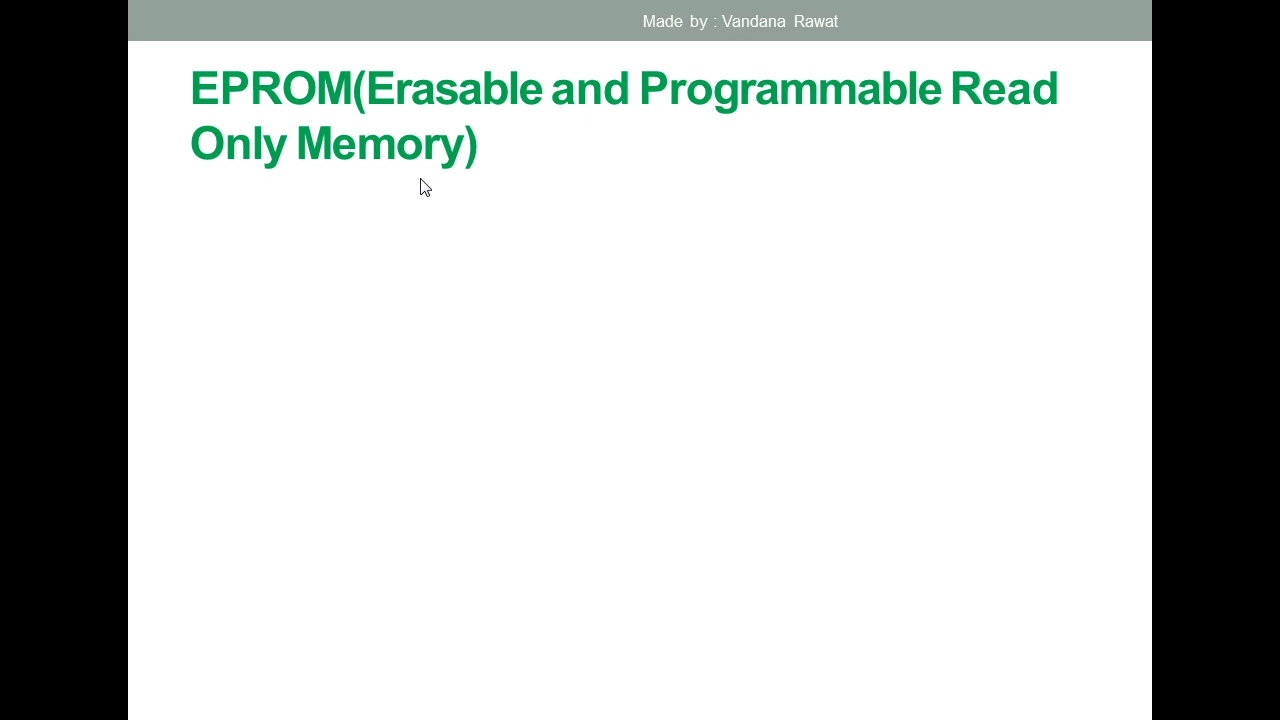 Made by : Vandana Rawat
EPROM(Erasable and Programmable Read
Only Memory)